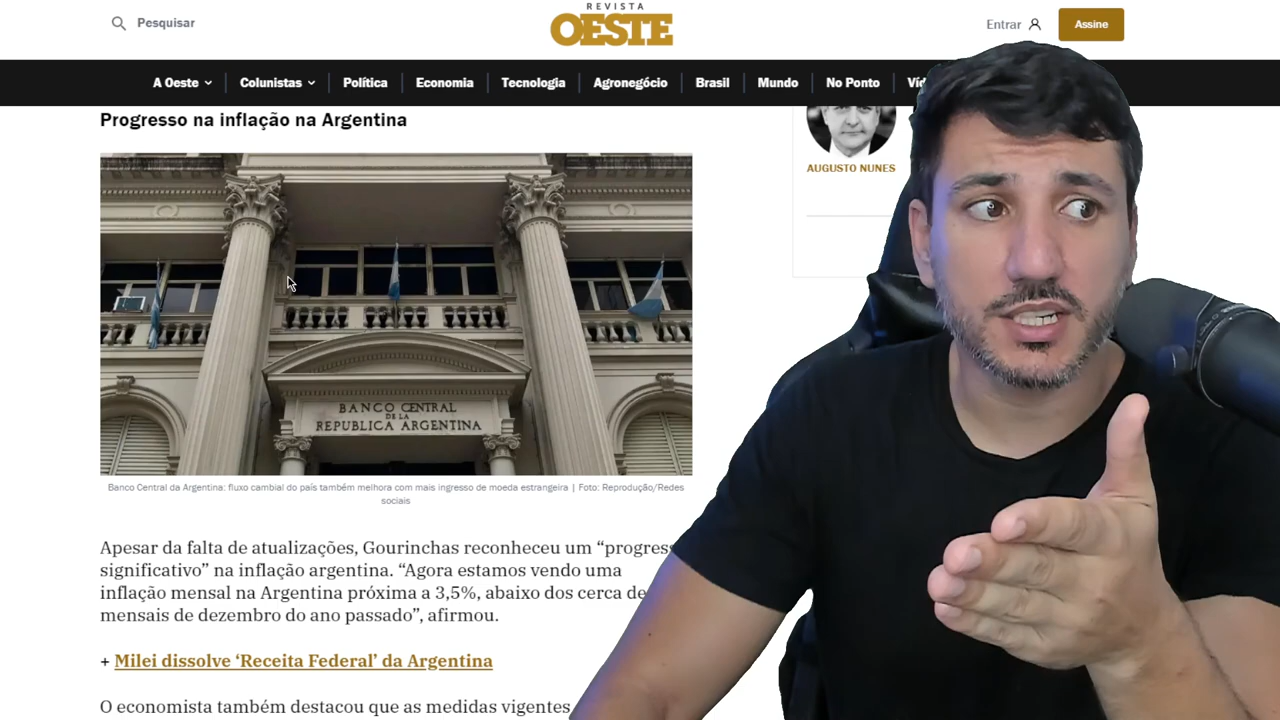 REVISTA
OESTE
Pesquisar
Entrar
Assine
A Oeste
Colunistas
Política
Economia
Tecnologia
Agronegócio
Brasil
Mundo
No Ponto
Progresso na inflação na Argentina
AUGUSTO NUNES
BANCO CENTRAL
DE LA
REPUBLICA ARGENTINA
Banco Central da Argentina: fluxo cambial do país também melhora com mais ingresso de moeda estrangeira | Foto: Reprodução/Redes
sociais
Apesar da falta de atualizações, Gourinchas reconheceu um “progress
significativo” na inflação argentina. “Agora estamos vendo uma
inflação mensal na Argentina próxima a 3,5%, abaixo dos cerca de
mensais de dezembro do ano passado”, afirmou.
+ Milei dissolve ‘Receita Federal’ da Argentina
O economista também destacou que as medidas vigentes